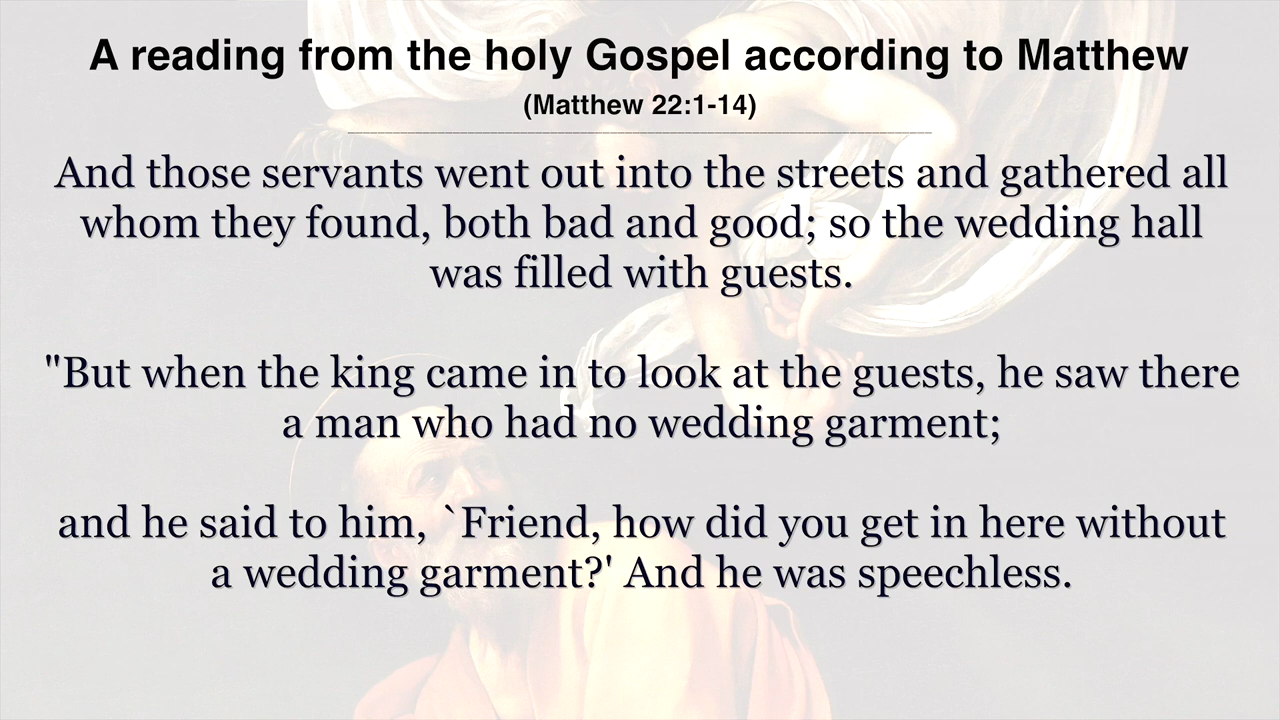 A reading from the holy Gospel according to Matthew
(Matthew 22:1-14)
And those servants went out into the streets and gathered all
whom they found, both bad and good; so the wedding hall
was filled with guests.
"But when the king came in to look at the guests, he saw there
a man who had no wedding garment;
and he said to him, `Friend, how did you get in here without
a wedding garment?' And he was speechless.